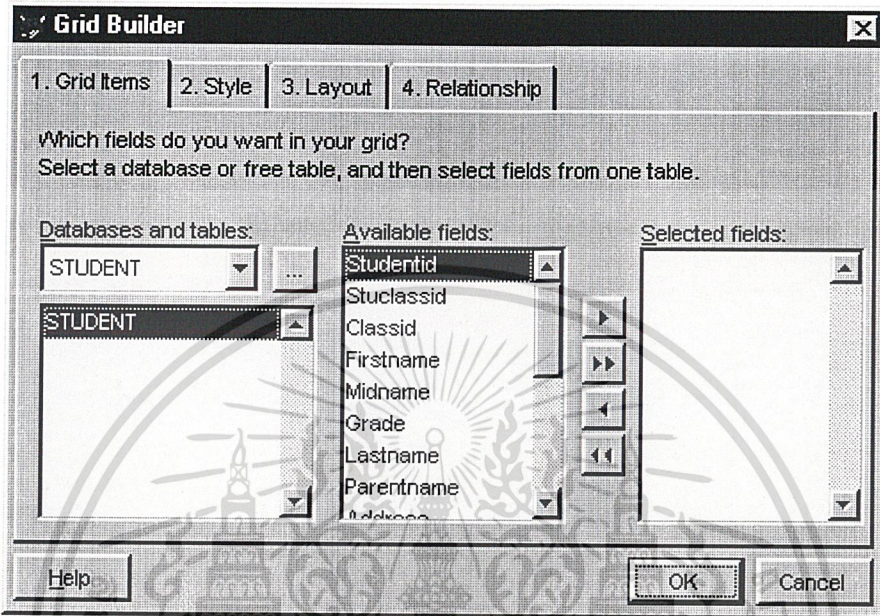 Grid Builder
1. Grid Items 2. Style 3. Layout 4. Relationship
Which fields do you want in your grid?
Select a database or free table, and then select fields from one table.
Databases and tables:
STUDENT
...
STUDENT
Available fields:
Studentid
Stuclassid
Classid
Firstname
Midname
Grade
Lastname
Parentname
Address
Selected fields:
Help OK Cancel